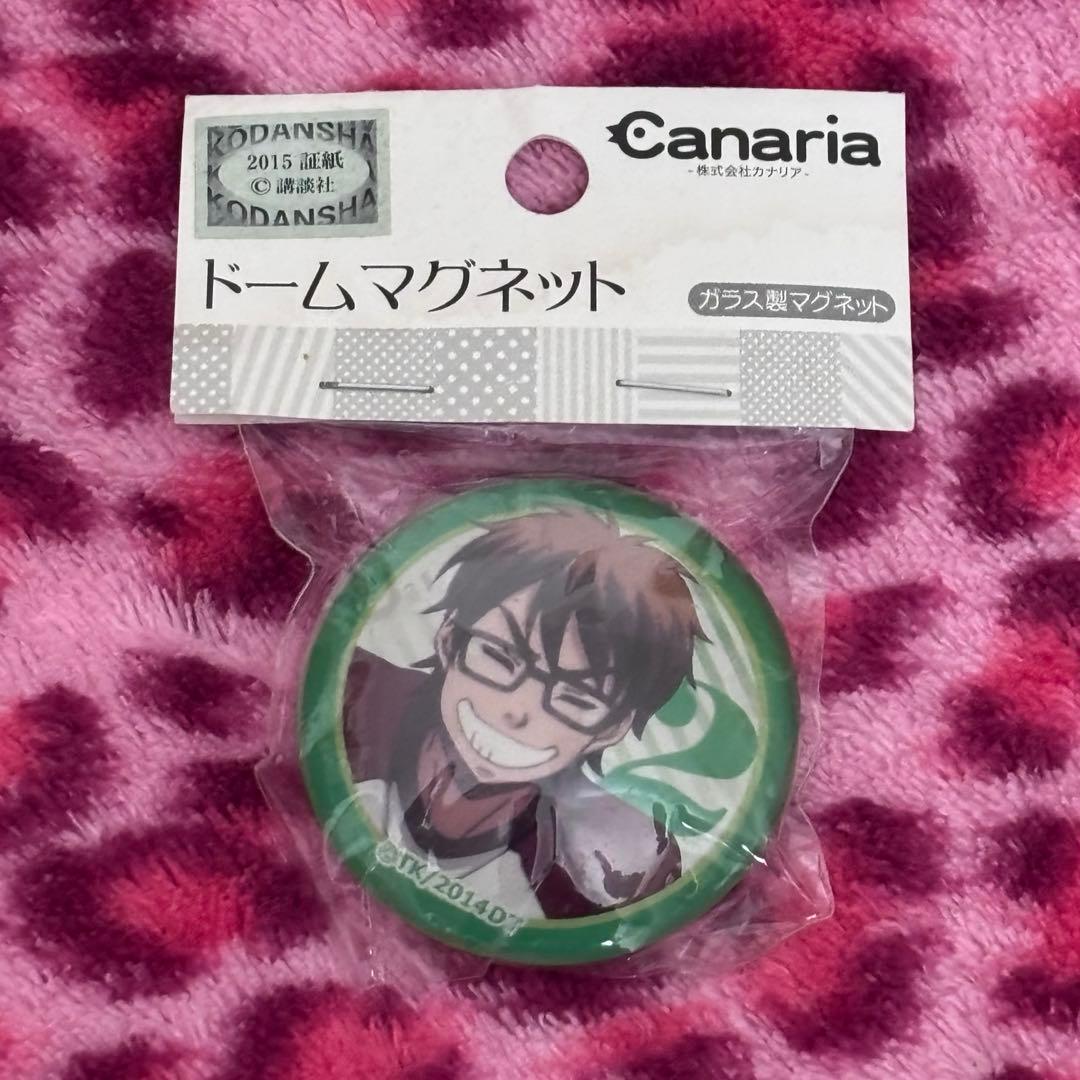 KODANSHA
2015 証紙
© 講談社
KODANSHA
Canaria
-株式会社カナリア-
ドームマグネット
ガラス製マグネット
©TK/2014DT